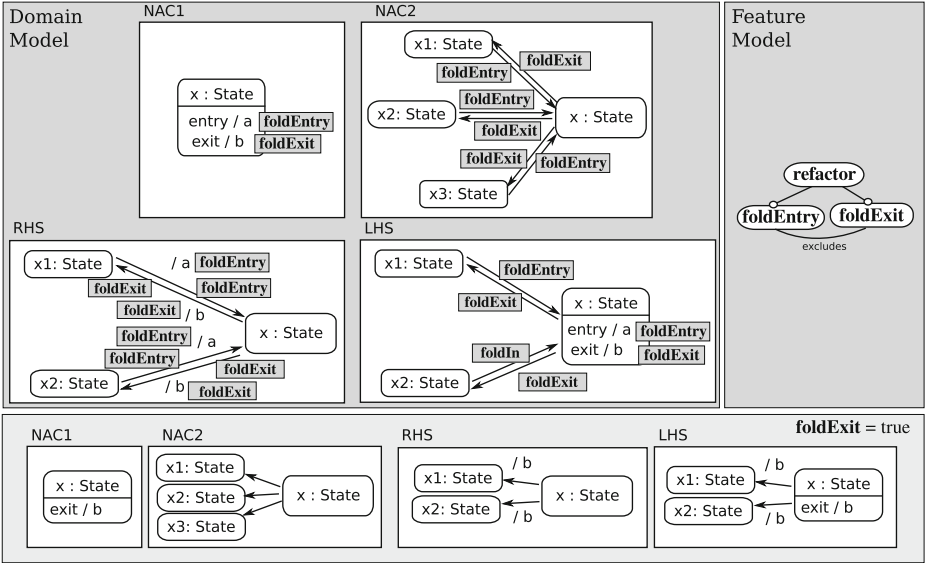 Domain
Model
NAC1
x : State
entry / a foldEntry
exit / b foldExit
NAC2
x1: State
foldExit
foldEntry
foldEntry
x2: State
x : State
foldExit
foldExit foldEntry
x3: State
Feature
Model
refactor
foldEntry foldExit
excludes
RHS
x1: State
/ a foldEntry
foldExit foldEntry
foldExit / b
x : State
foldEntry / a
foldEntry
foldExit
x2: State
/ b foldExit
LHS
x1: State
foldEntry
foldExit
x : State
entry / a foldEntry
exit / b foldExit
foldIn
x2: State
foldExit
foldExit = true
NAC1
x : State
exit / b
NAC2
x1: State
x2: State
x3: State
x : State
RHS
/ b
x1: State
x2: State
x : State
/ b
LHS
/ b
x1: State
x2: State
x : State
exit / b
/ b